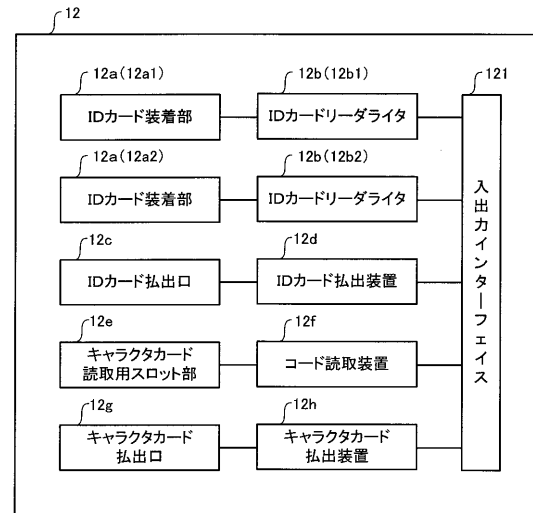 12
12a(12a1)
12b(12b1)
121
IDカード装着部
IDカードリーダライタ
12a(12a2)
12b(12b2)
IDカード装着部
IDカードリーダライタ
入出力インターフェイス
12c
12d
IDカード払出口
IDカード払出装置
12e
12f
キャラクタカード
読取用スロット部
コード読取装置
12g
12h
キャラクタカード
払出口
キャラクタカード
払出装置